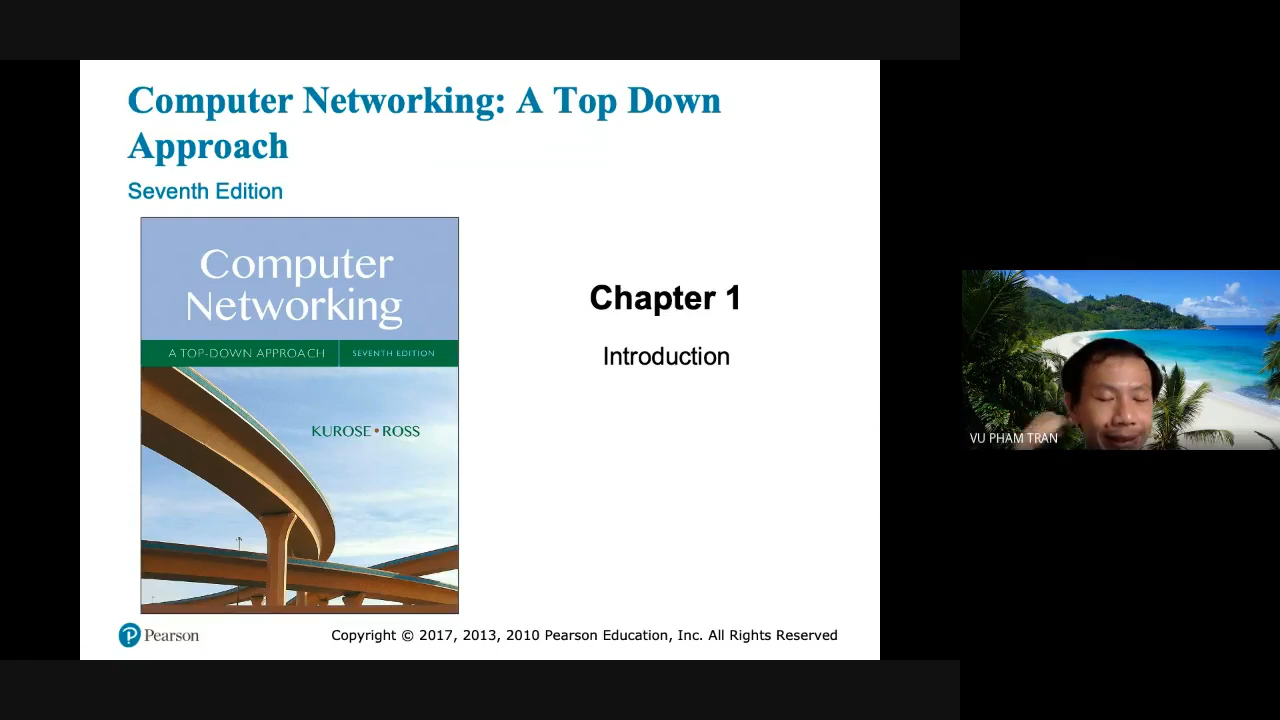 Computer Networking: A Top Down
Approach
Seventh Edition
Computer
Networking
A TOP-DOWN APPROACH
SEVENTH EDITION
KUROSE • ROSS
Chapter 1
Introduction
Pearson
Copyright © 2017, 2013, 2010 Pearson Education, Inc. All Rights Reserved
VU PHAM TRAN